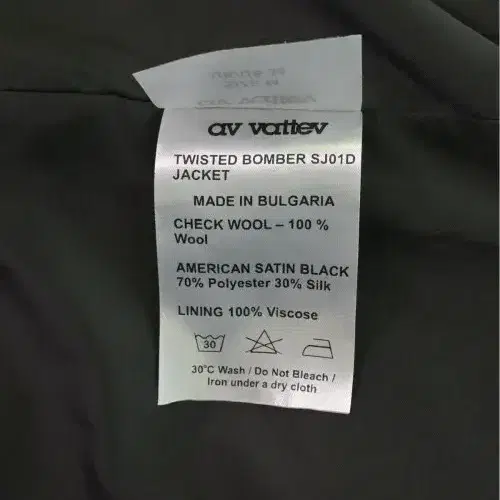 av vattev
TWISTED BOMBER SJ01D
JACKET
MADE IN BULGARIA
CHECK WOOL – 100 %
Wool
AMERICAN SATIN BLACK
70% Polyester 30% Silk
LINING 100% Viscose
30
30°C Wash / Do Not Bleach /
Iron under a dry cloth